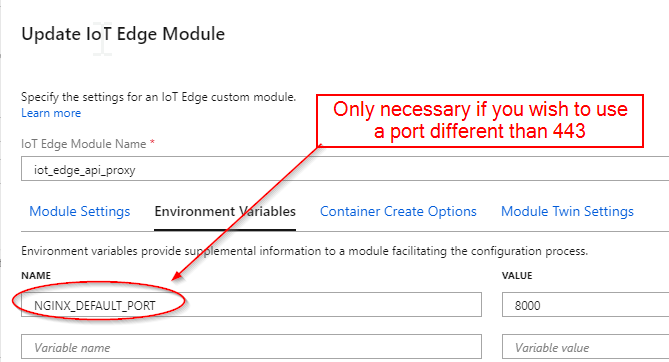 Update IoT Edge Module
Specify the settings for an IoT Edge custom module.
Learn more
Only necessary if you wish to use
a port different than 443
IoT Edge Module Name *
iot_edge_api_proxy
Module Settings Environment Variables Container Create Options Module Twin Settings
Environment variables provide supplemental information to a module facilitating the configuration process.
NAME VALUE
NGINX_DEFAULT_PORT 8000
Variable name Variable value